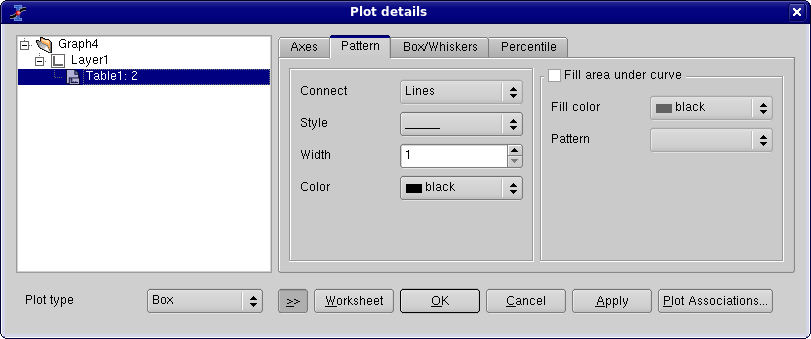 Plot details
Graph4
Layer1
Table1: 2
Axes Pattern Box/Whiskers Percentile
Connect Lines
Style
Width 1
Color black
Fill area under curve
Fill color black
Pattern
Plot type Box >> Worksheet OK Cancel Apply Plot Associations...